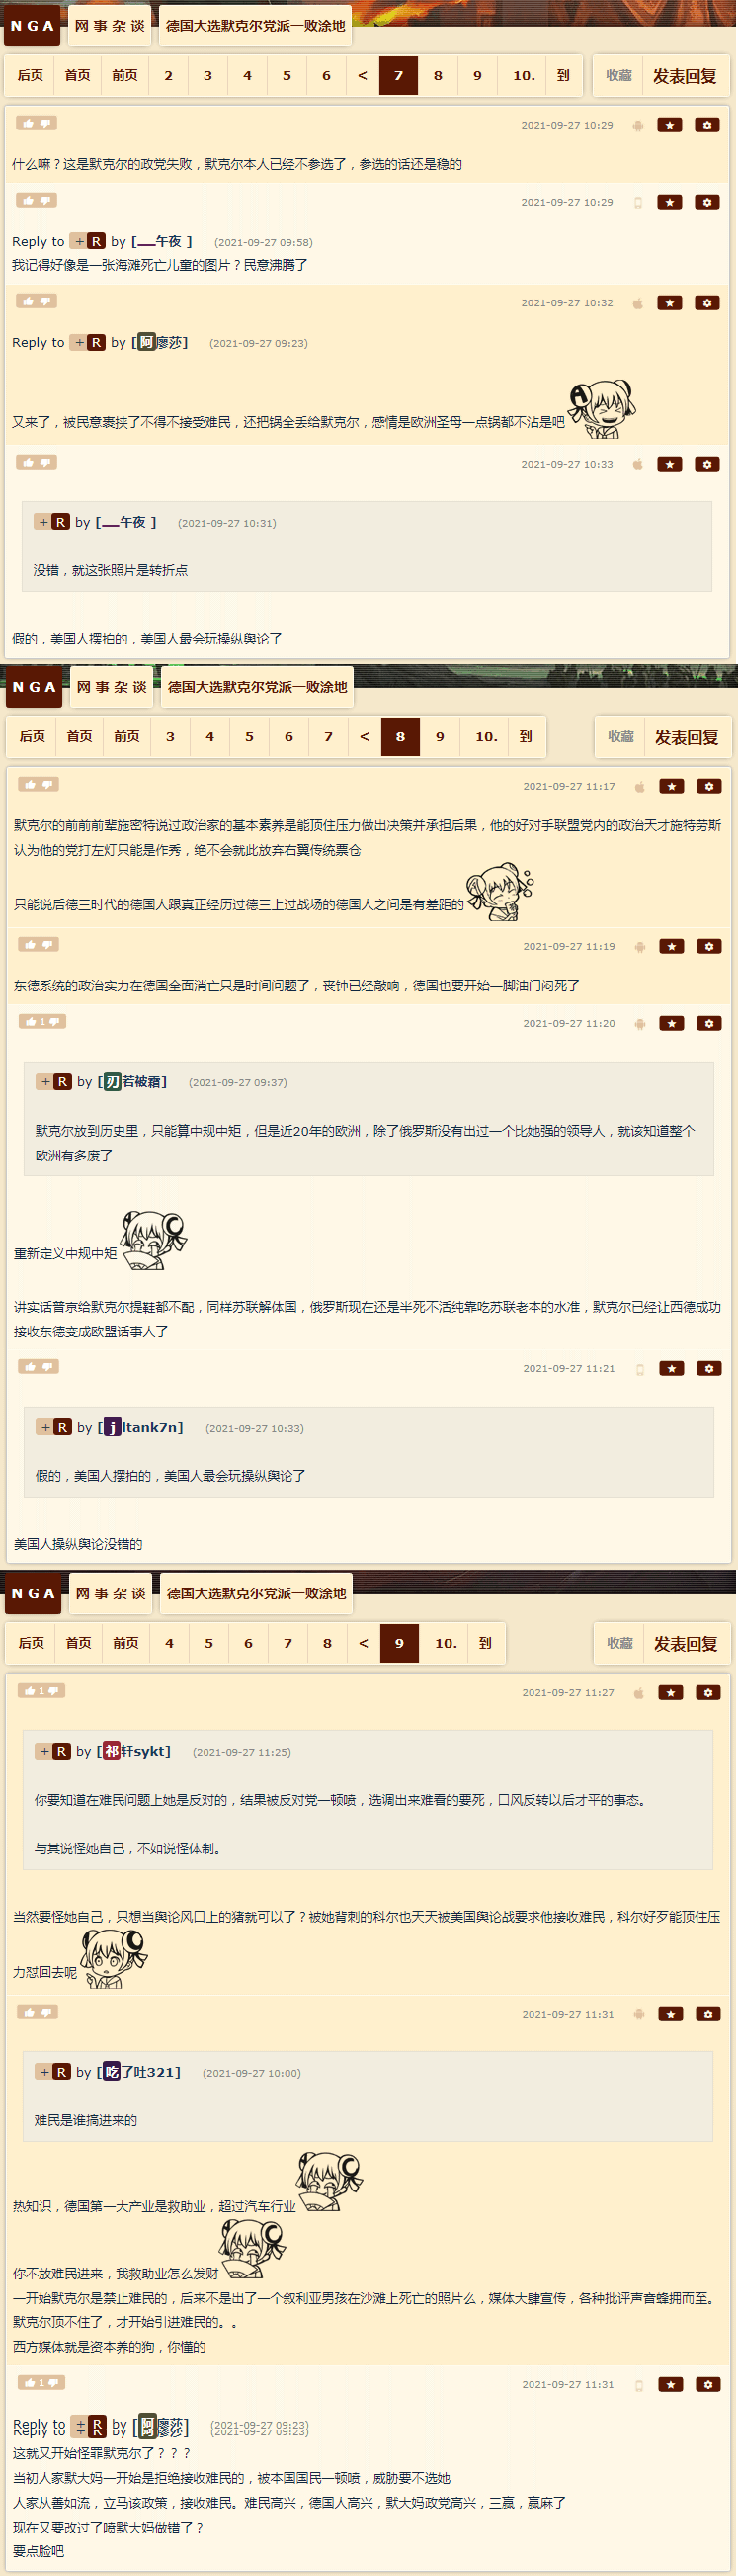 NGA 网事杂谈 德国大选默克尔党派一败涂地
后页 首页 前页 2 3 4 5 6 < 7 8 9 10. 到 收藏 发表回复
2021-09-27 10:29
什么嘛？这是默克尔的政党失败，默克尔本人已经不参选了，参选的话还是稳的
2021-09-27 10:29
Reply to + R by [灬午夜 ] (2021-09-27 09:58)
我记得好像是一张海滩死亡儿童的图片？民意沸腾了
2021-09-27 10:32
Reply to + R by [阿廖莎] (2021-09-27 09:23)
又来了，被民意裹挟了不得不接受难民，还把锅全丢给默克尔，感情是欧洲圣母一点锅都不沾是吧
2021-09-27 10:33
+ R by [灬午夜 ] (2021-09-27 10:31)
没错，就这张照片是转折点
假的，美国人摆拍的，美国人最会玩操纵舆论了
NGA 网事杂谈 德国大选默克尔党派一败涂地
后页 首页 前页 3 4 5 6 7 < 8 9 10. 到 收藏 发表回复
2021-09-27 11:17
默克尔的前前前辈施密特说过政治家的基本素养是能顶住压力做出决策并承担后果，他的好对手联盟党内的政治天才施特劳斯
认为他的党打左灯只能是作秀，绝不会就此放弃右翼传统票仓
只能说后德三时代的德国人跟真正经历过德三上过战场的德国人之间是有差距的
2021-09-27 11:19
东德系统的政治实力在德国全面消亡只是时间问题了，丧钟已经敲响，德国也要开始一脚油门闷死了
1 2021-09-27 11:20
+ R by [刃若被霜] (2021-09-27 09:37)
默克尔放到历史里，只能算中规中矩，但是近20年的欧洲，除了俄罗斯没有出过一个比她强的领导人，就该知道整个
欧洲有多废了
重新定义中规中矩
讲实话普京给默克尔提鞋都不配，同样苏联解体国，俄罗斯现在还是半死不活纯靠吃苏联老本的水准，默克尔已经让西德成功
接收东德变成欧盟话事人了
2021-09-27 11:21
+ R by [jltank7n] (2021-09-27 10:33)
假的，美国人摆拍的，美国人最会玩操纵舆论了
美国人操纵舆论没错的
NGA 网事杂谈 德国大选默克尔党派一败涂地
后页 首页 前页 4 5 6 7 8 < 9 10. 到 收藏 发表回复
1 2021-09-27 11:27
+ R by [祁轩sykt] (2021-09-27 11:25)
你要知道在难民问题上她是反对的，结果被反对党一顿喷，选调出来难看的要死，口风反转以后才平的事态。
与其说怪她自己，不如说怪体制。
当然要怪她自己，只想当舆论风口上的猪就可以了？被她背刺的科尔也天天被美国舆论战要求他接收难民，科尔好歹能顶住压
力怼回去呢
2021-09-27 11:31
+ R by [吃了吐321] (2021-09-27 10:00)
难民是谁搞进来的
热知识，德国第一大产业是救助业，超过汽车行业
你不放难民进来，我救助业怎么发财
一开始默克尔是禁止难民的，后来不是出了一个叙利亚男孩在沙滩上死亡的照片么，媒体大肆宣传，各种批评声音蜂拥而至。
默克尔顶不住了，才开始引进难民的。。
西方媒体就是资本养的狗，你懂的
1 2021-09-27 11:31
Reply to + R by [阿廖莎] (2021-09-27 09:23)
这就又开始怪罪默克尔了？？？
当初人家默大妈一开始是拒绝接收难民的，被本国国民一顿喷，威胁要不选她
人家从善如流，立马该政策，接收难民。难民高兴，德国人高兴，默大妈政党高兴，三赢，赢麻了
现在又要改过了喷默大妈做错了？
要点脸吧